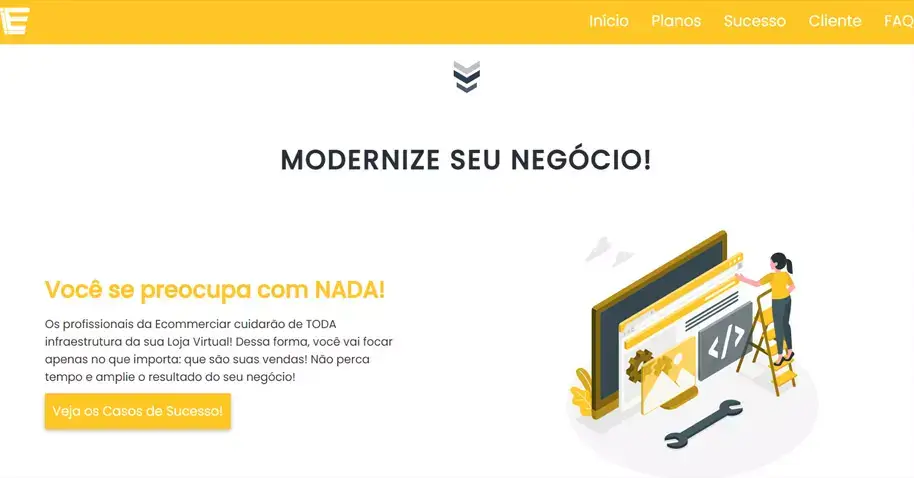 E
Início Planos Sucesso Cliente FAQ
MODERNIZE SEU NEGÓCIO!
Você se preocupa com NADA!
Os profissionais da Ecommerciar cuidarão de TODA
infraestrutura da sua Loja Virtual! Dessa forma, você vai focar
apenas no que importa: que são suas vendas! Não perca
tempo e amplie o resultado do seu negócio!
Veja os Casos de Sucesso!
</>